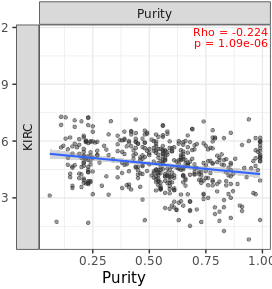 Purity
Rho = -0.224
p = 1.09e-06
KIRC
2
9
6
3
0.25
0.50
0.75
1.00
Purity